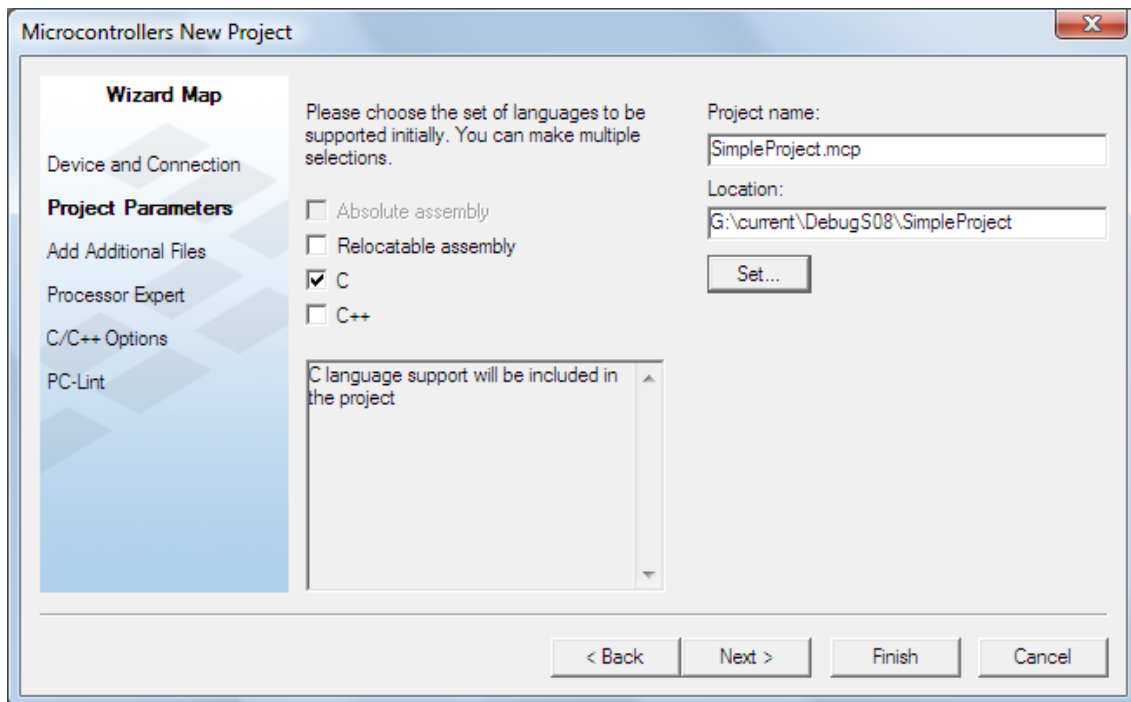 Microcontrollers New Project
Wizard Map
Device and Connection
Project Parameters
Add Additional Files
Processor Expert
C/C++ Options
PC-Lint
Please choose the set of languages to be
supported initially. You can make multiple
selections.
Absolute assembly
Relocatable assembly
C
C++
C language support will be included in
the project
Project name:
SimpleProject.mcp
Location:
G:\current\DebugS08\SimpleProject
Set...
< Back
Next >
Finish
Cancel